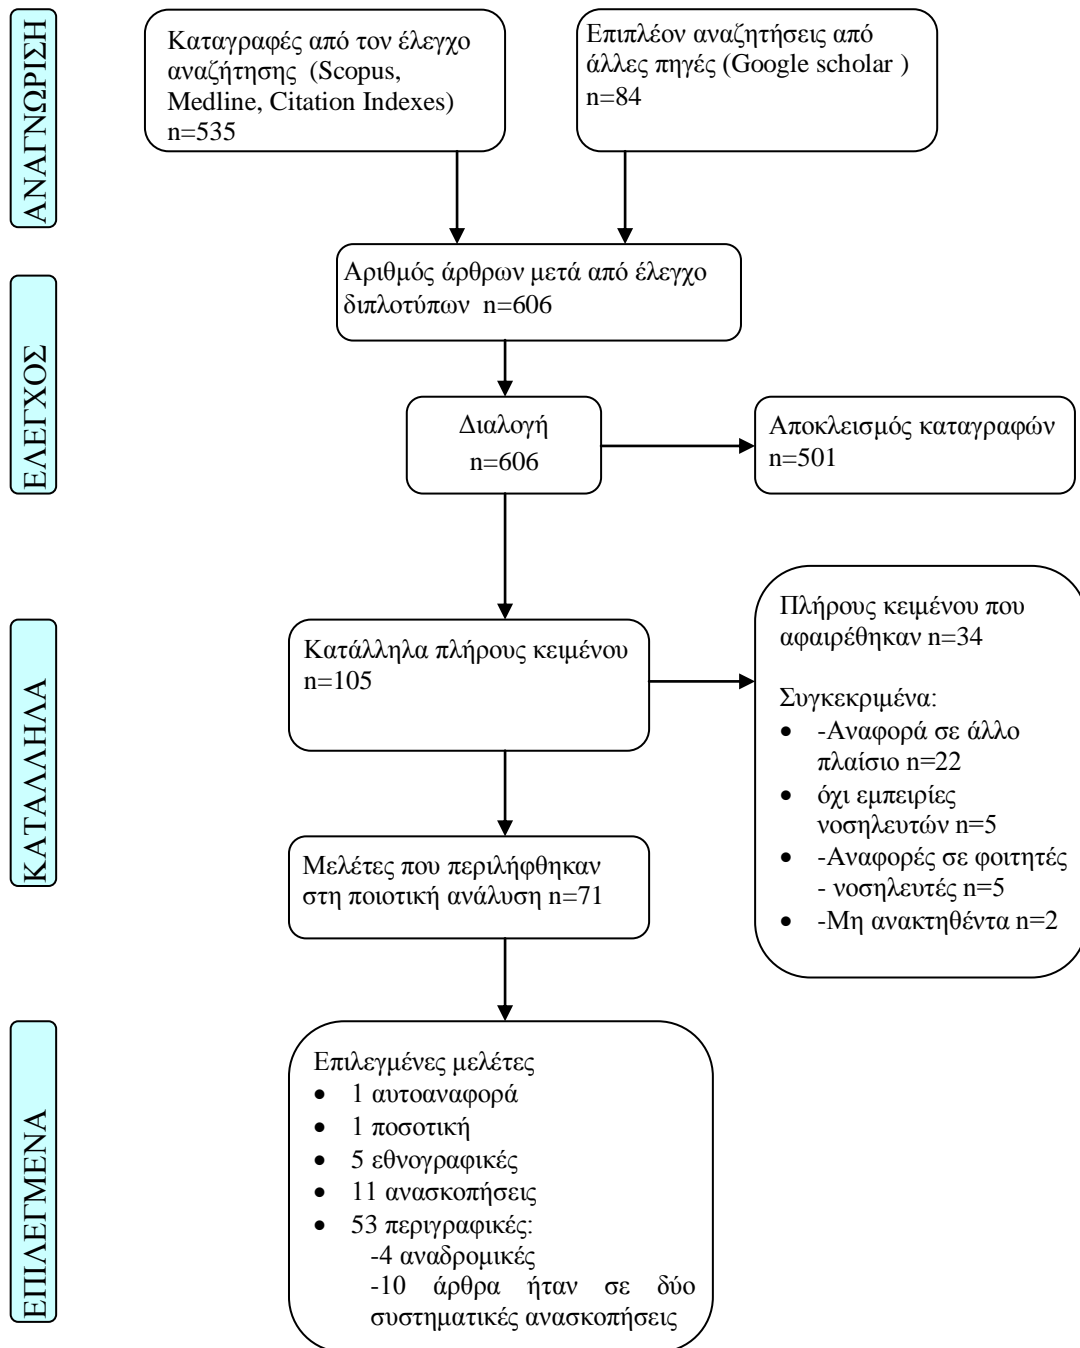 ΑΝΑΓΝΩΡΙΣΗ
Καταγραφές από τον έλεγχο
αναζήτησης (Scopus,
Medline, Citation Indexes)
n=535
Επιπλέον αναζητήσεις από
άλλες πηγές (Google scholar )
n=84
ΕΛΕΓΧΟΣ
Αριθμός άρθρων μετά από έλεγχο
διπλοτύπων n=606
Διαλογή
n=606
Αποκλεισμός καταγραφών
n=501
ΚΑΤΑΛΛΗΛΑ
Κατάλληλα πλήρους κειμένου
n=105
Πλήρους κειμένου που
αφαιρέθηκαν n=34
Συγκεκριμένα:
• -Αναφορά σε άλλο
πλαίσιο n=22
• όχι εμπειρίες
νοσηλευτών n=5
• -Αναφορές σε φοιτητές
- νοσηλευτές n=5
• -Μη ανακτηθέντα n=2
Μελέτες που περιλήφθηκαν
στη ποιοτική ανάλυση n=71
ΕΠΙΛΕΓΜΕΝΑ
Επιλεγμένες μελέτες
• 1 αυτοαναφορά
• 1 ποσοτική
• 5 εθνογραφικές
• 11 ανασκοπήσεις
• 53 περιγραφικές:
-4 αναδρομικές
-10 άρθρα ήταν σε δύο
συστηματικές ανασκοπήσεις